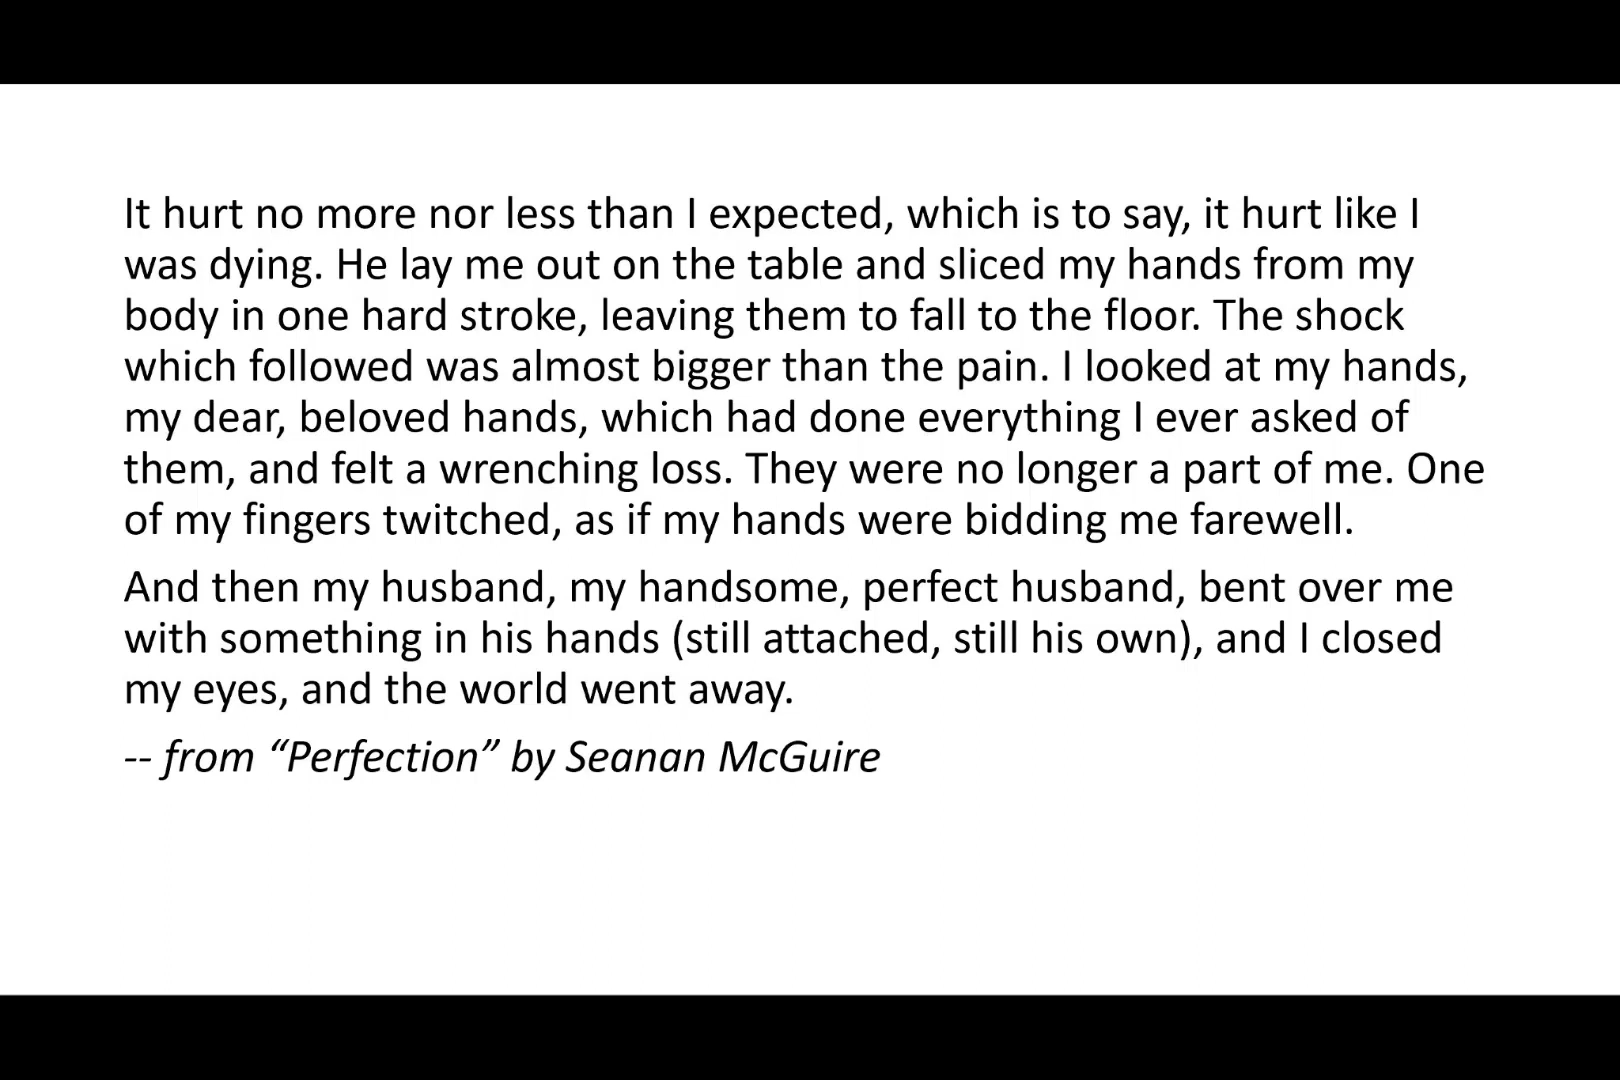 It hurt no more nor less than I expected, which is to say, it hurt like I
was dying. He lay me out on the table and sliced my hands from my
body in one hard stroke, leaving them to fall to the floor. The shock
which followed was almost bigger than the pain. I looked at my hands,
my dear, beloved hands, which had done everything I ever asked of
them, and felt a wrenching loss. They were no longer a part of me. One
of my fingers twitched, as if my hands were bidding me farewell.
And then my husband, my handsome, perfect husband, bent over me
with something in his hands (still attached, still his own), and I closed
my eyes, and the world went away.
-- from “Perfection” by Seanan McGuire